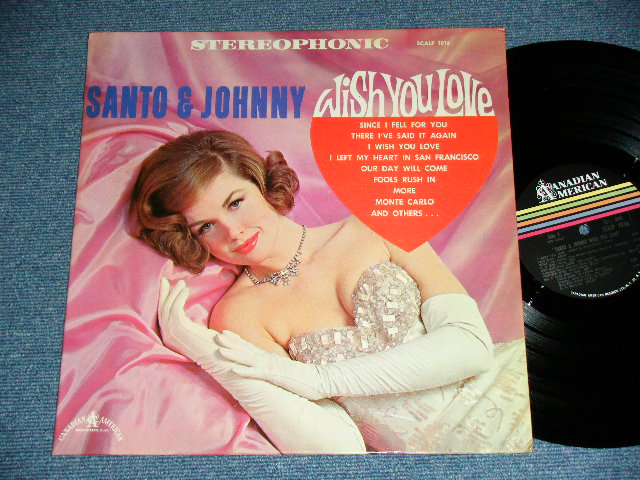 STEREOPHONIC
SCALP 1016
SANTO & JOHNNY
WISH YOU LOVE
SINCE I FELL FOR YOU
THERE I'VE SAID IT AGAIN
I WISH YOU LOVE
I LEFT MY HEART IN SAN FRANCISCO
OUR DAY WILL COME
FOOLS RUSH IN
MORE
MONTE CARLO
AND OTHERS . . .
CANADIAN
AMERICAN
CANADIAN AMERICAN